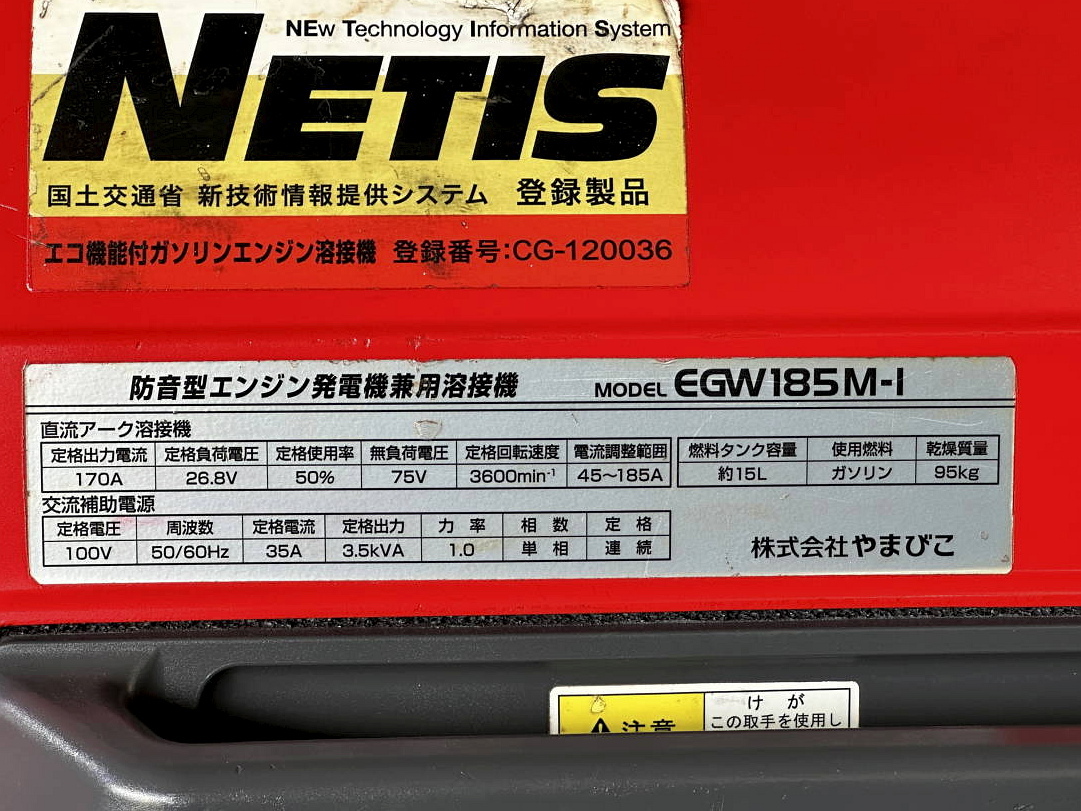 NEw Technology Information System
NETIS
国土交通省 新技術情報提供システム 登録製品
エコ機能付ガソリンエンジン溶接機 登録番号:CG-120036
防音型エンジン発電機兼用溶接機 MODEL EGW185M-I
直流アーク溶接機
定格出力電流 定格負荷電圧 定格使用率 無負荷電圧 定格回転速度 電流調整範囲 燃料タンク容量 使用燃料 乾燥質量
170A 26.8V 50% 75V 3600min⁻¹ 45〜185A 約15L ガソリン 95kg
交流補助電源
定格電圧 周波数 定格電流 定格出力 力 率 相 数 定 格
100V 50/60Hz 35A 3.5kVA 1.0 単 相 連 続
株式会社やまびこ
注意 けが
この取手を使用し